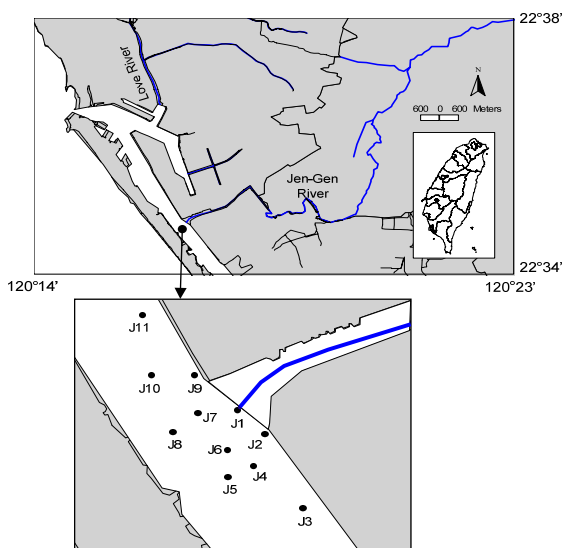 22°38'
Love River
N
600 0 600 Meters
Jen-Gen
River
22°34'
120°14'
120°23'
J11
J10
J9
J7
J1
J8
J2
J6
J4
J5
J3